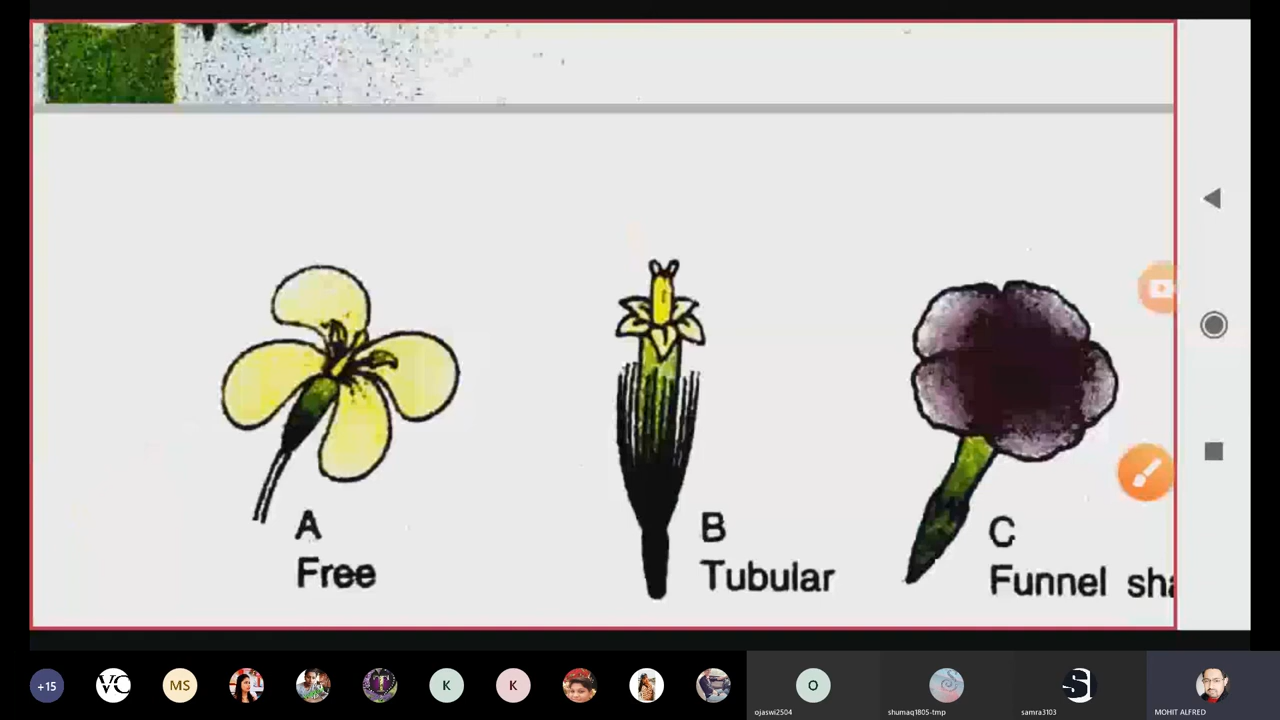 A
Free
B
Tubular
C
Funnel sha
+15
VC
MS
T
K
K
O
S
S
ojaswi2504
shumaq1805-tmp
samra3103
MOHIT ALFRED